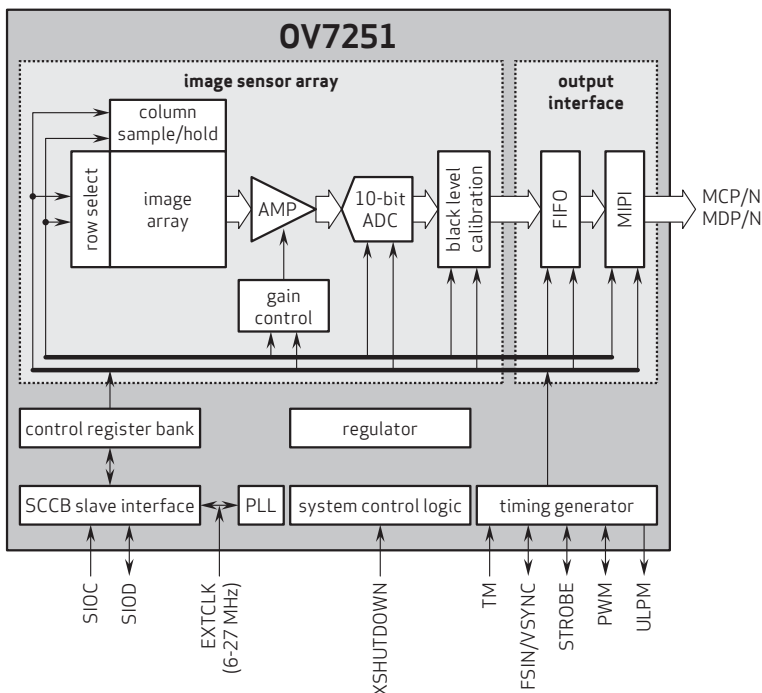 OV7251
image sensor array
output
interface
column
sample/hold
row select
image
array
AMP
10-bit
ADC
black level
calibration
FIFO
MIPI
MCP/N
MDP/N
gain
control
control register bank
regulator
SCCB slave interface
PLL
system control logic
timing generator
SIOC
SIOD
EXTCLK
(6-27 MHz)
XSHUTDOWN
TM
FSIN/VSYNC
STROBE
PWM
ULPM